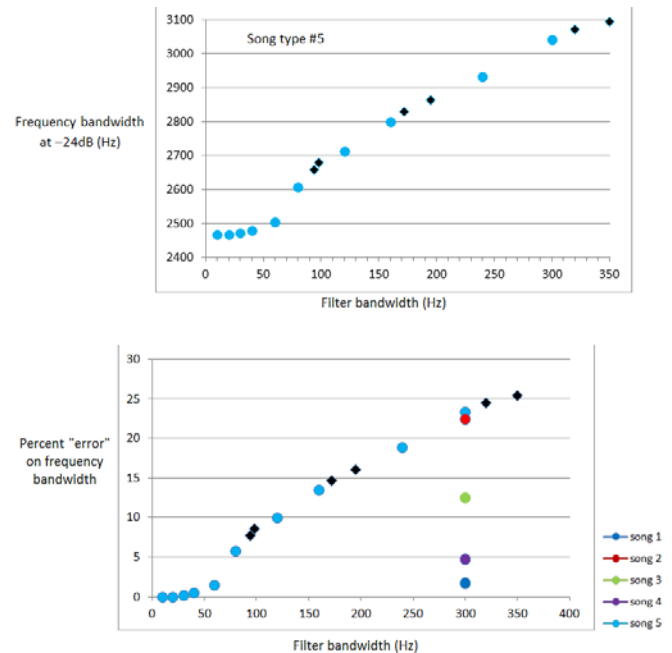 3100
Song type #5
3000
2900
Frequency bandwidth
at −24dB (Hz)
2800
2700
2600
2500
2400
0 50 100 150 200 250 300 350
Filter bandwidth (Hz)
30
25
Percent "error"
on frequency
bandwidth
20
15
10
5
0
0 50 100 150 200 250 300 350 400
Filter bandwidth (Hz)
song 1
song 2
song 3
song 4
song 5